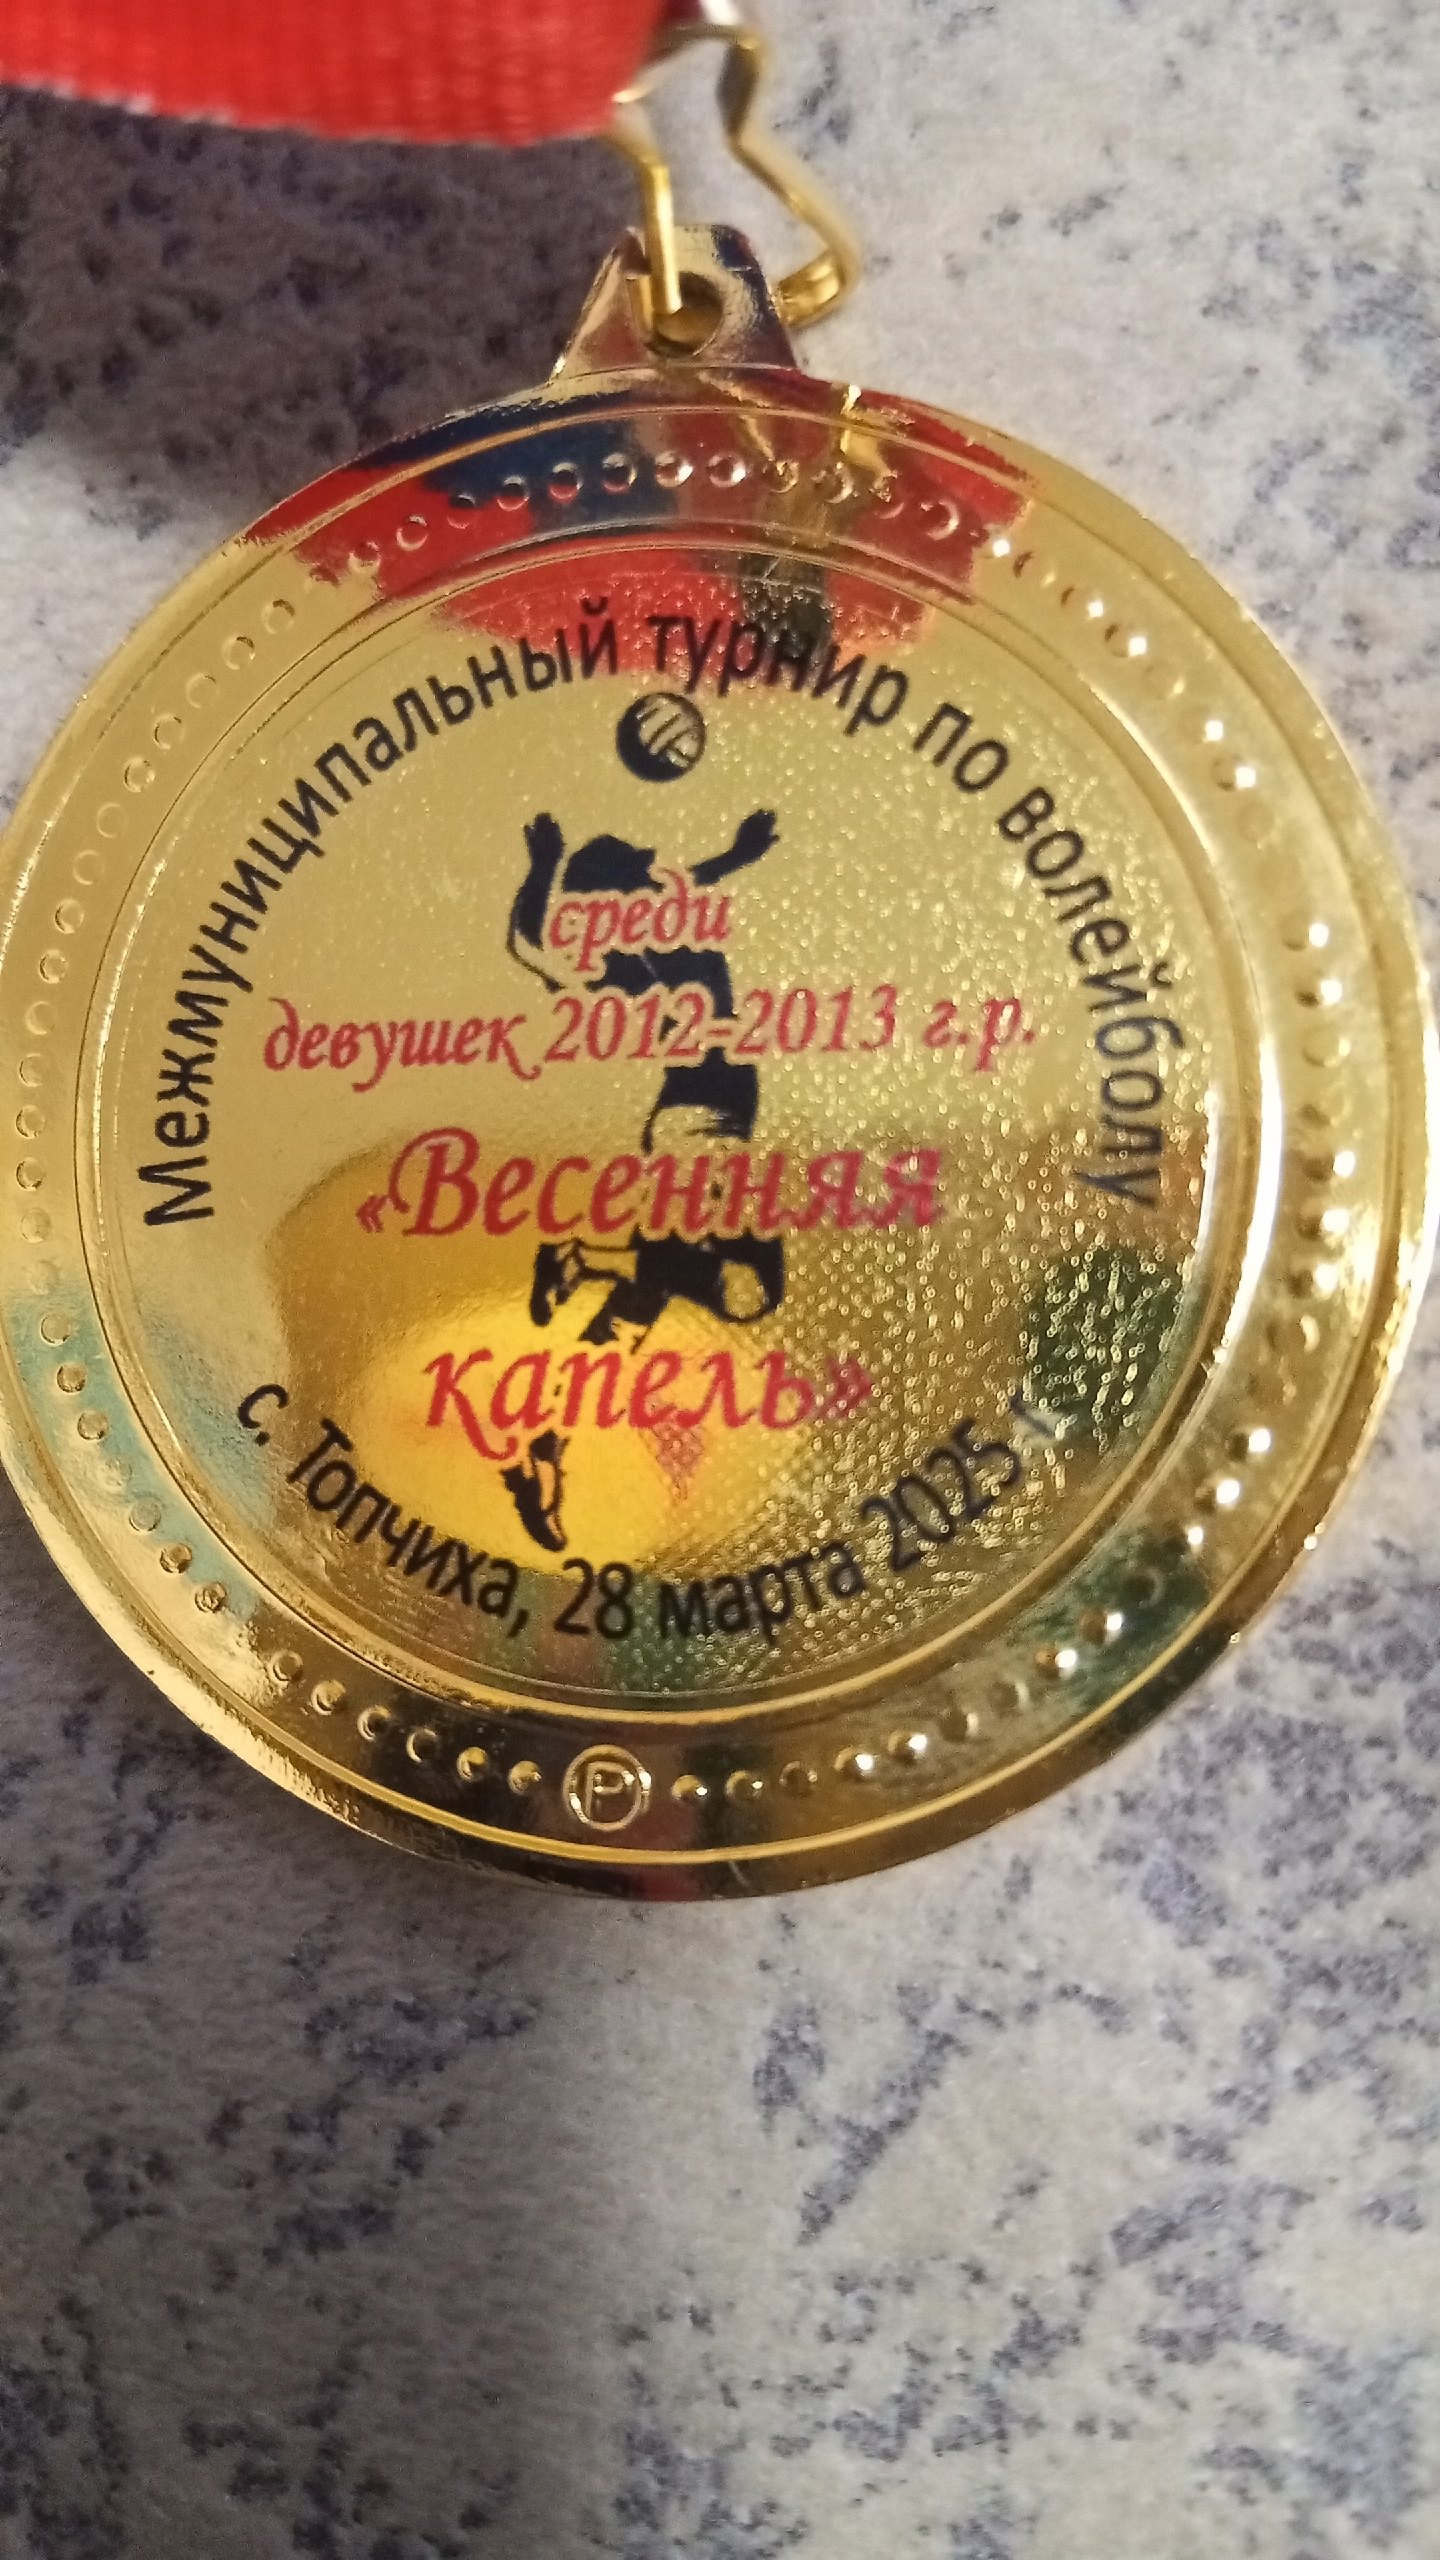 Межмуниципальный турнир по волейболу
среди
девушек 2012-2013 г.р.
«Весенняя
капель»
с. Топчиха, 28 марта 2025 г.
P